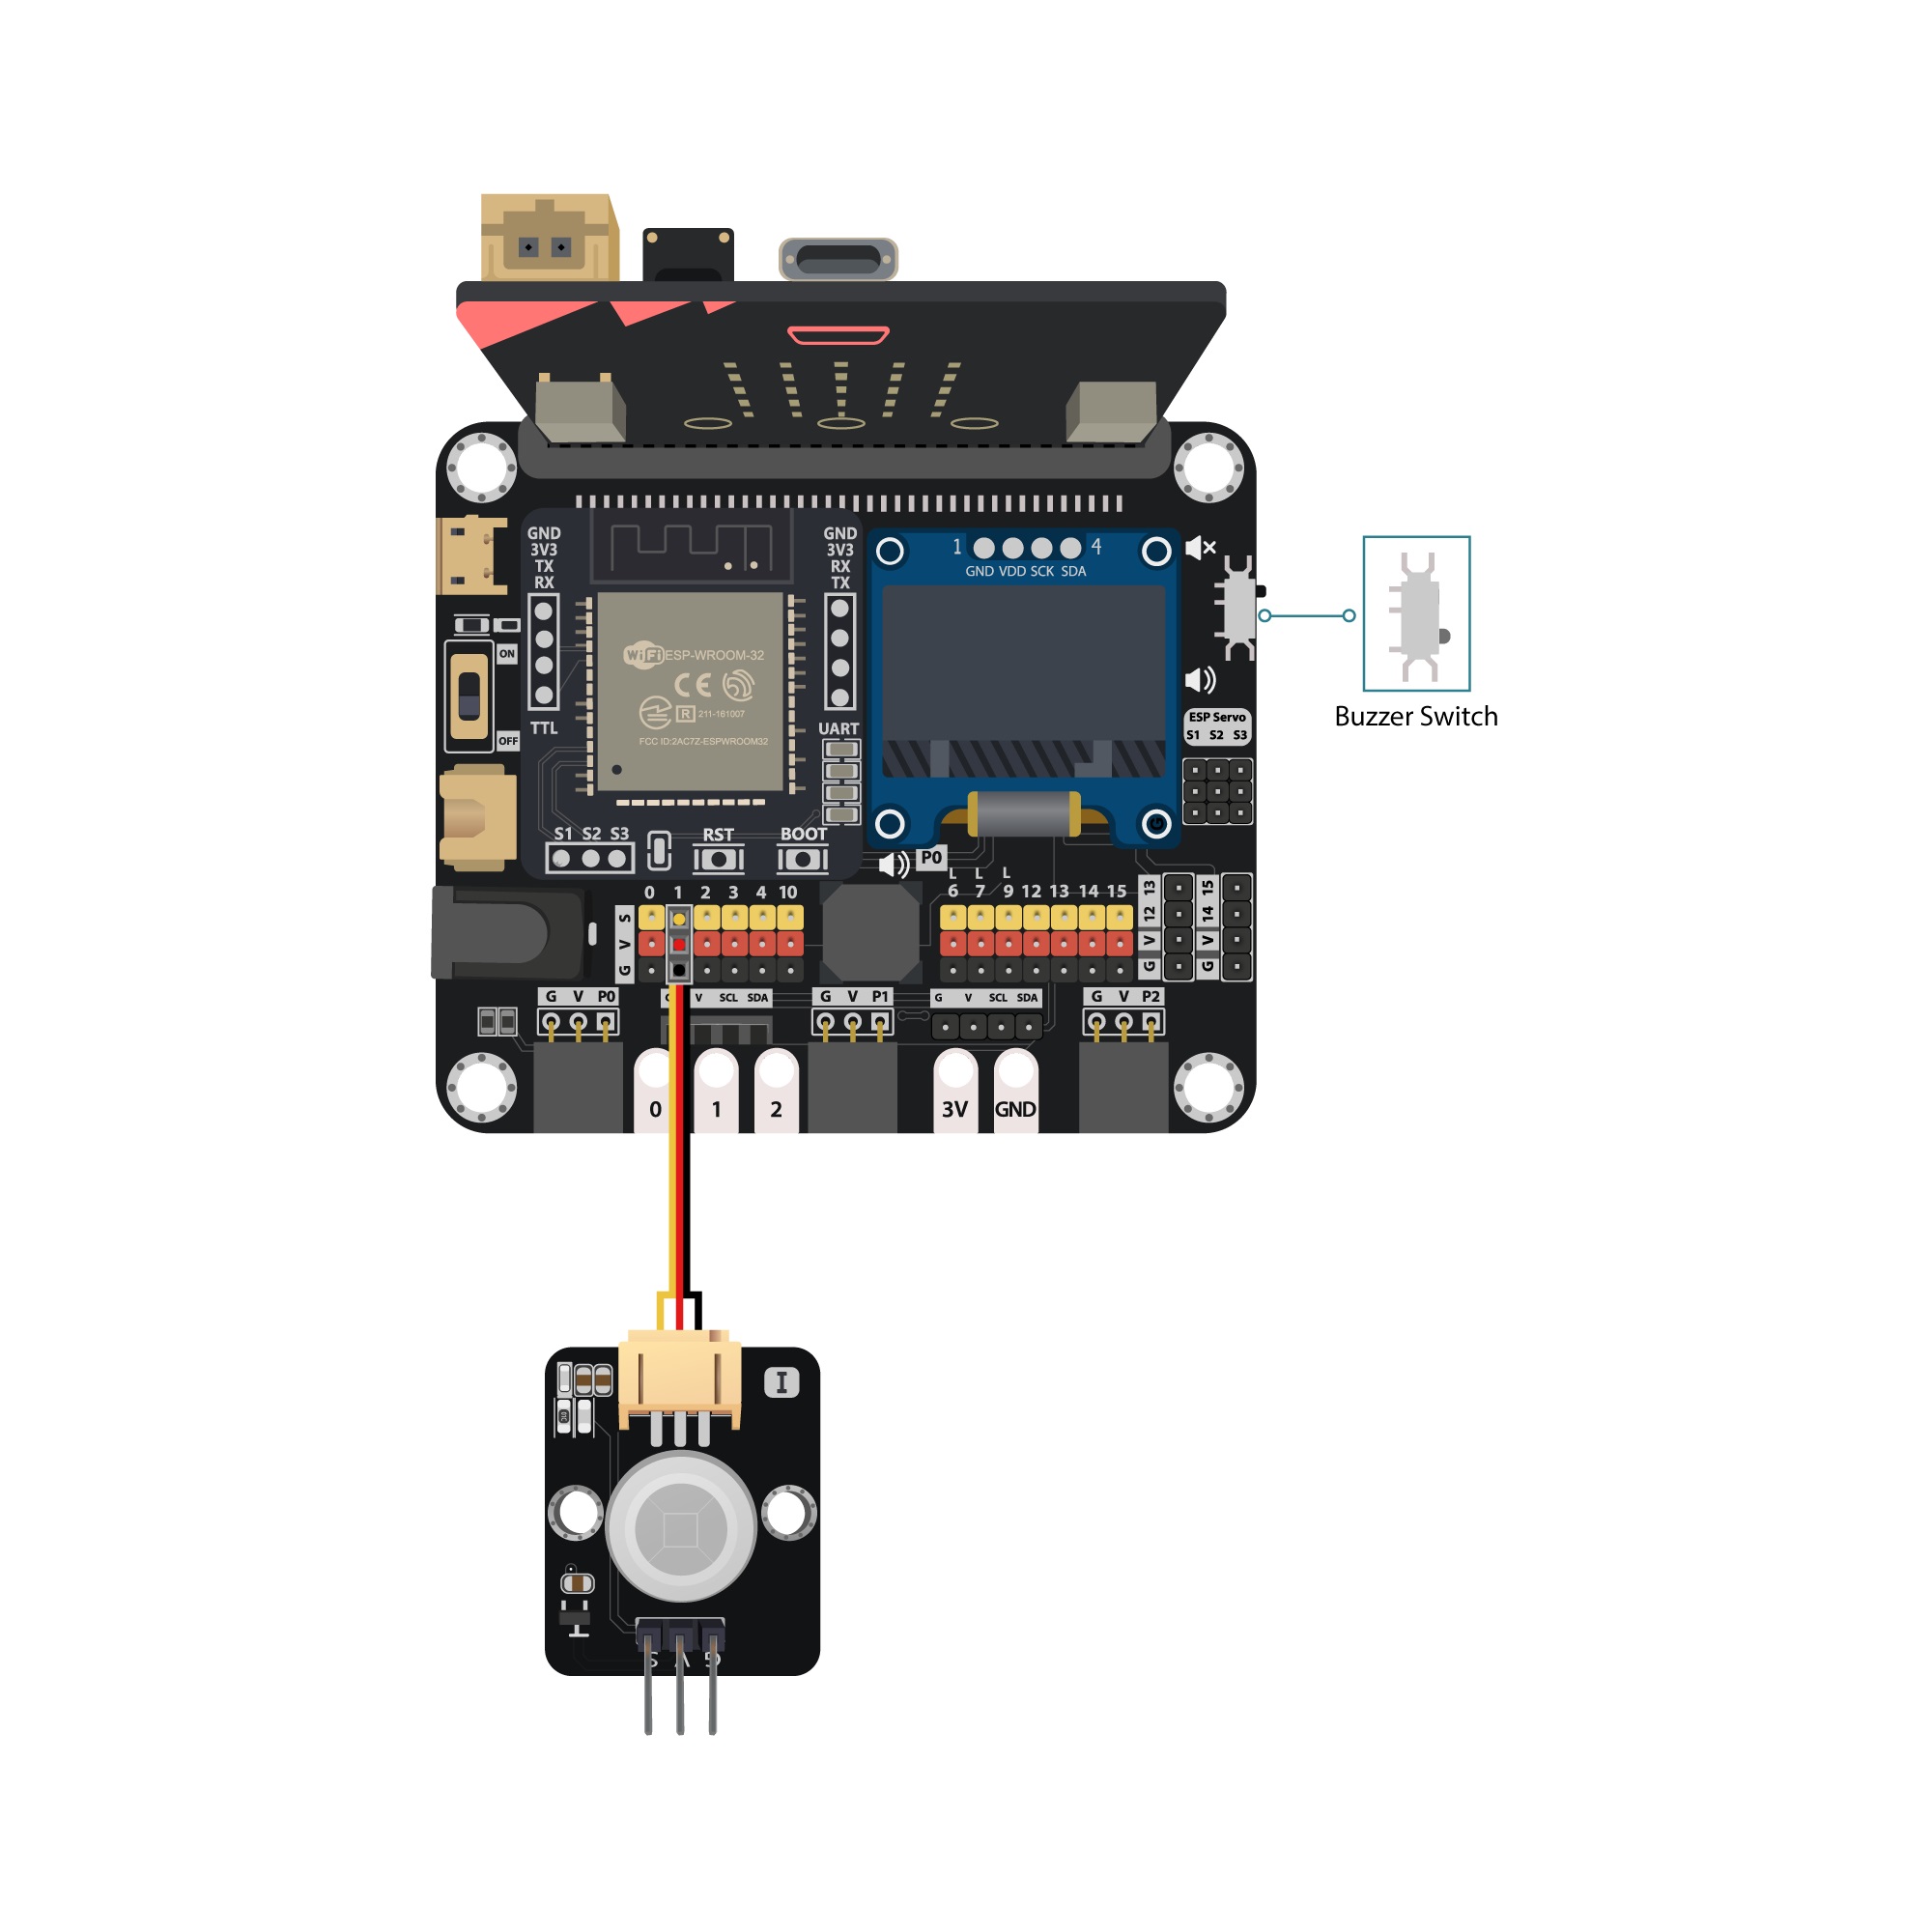 GND
3V3
TX
RX
TTL
GND
3V3
RX
TX
UART
ON
OFF
WiFi ESP-WROOM-32
CE
R 211-161007
FCC ID:2AC7Z-ESPWROOM32
S1 S2 S3
RST
BOOT
1 4
GND VDD SCK SDA
ESP Servo
S1 S2 S3
Buzzer Switch
P0
L L L
0 1 2 3 4 10
6 7 9 12 13 14 15
S
V
G
13
12
V
G
15
14
V
G
G V P0
V SCL SDA
G V P1
G V SCL SDA
G V P2
0
1
2
3V
GND
I
S V G